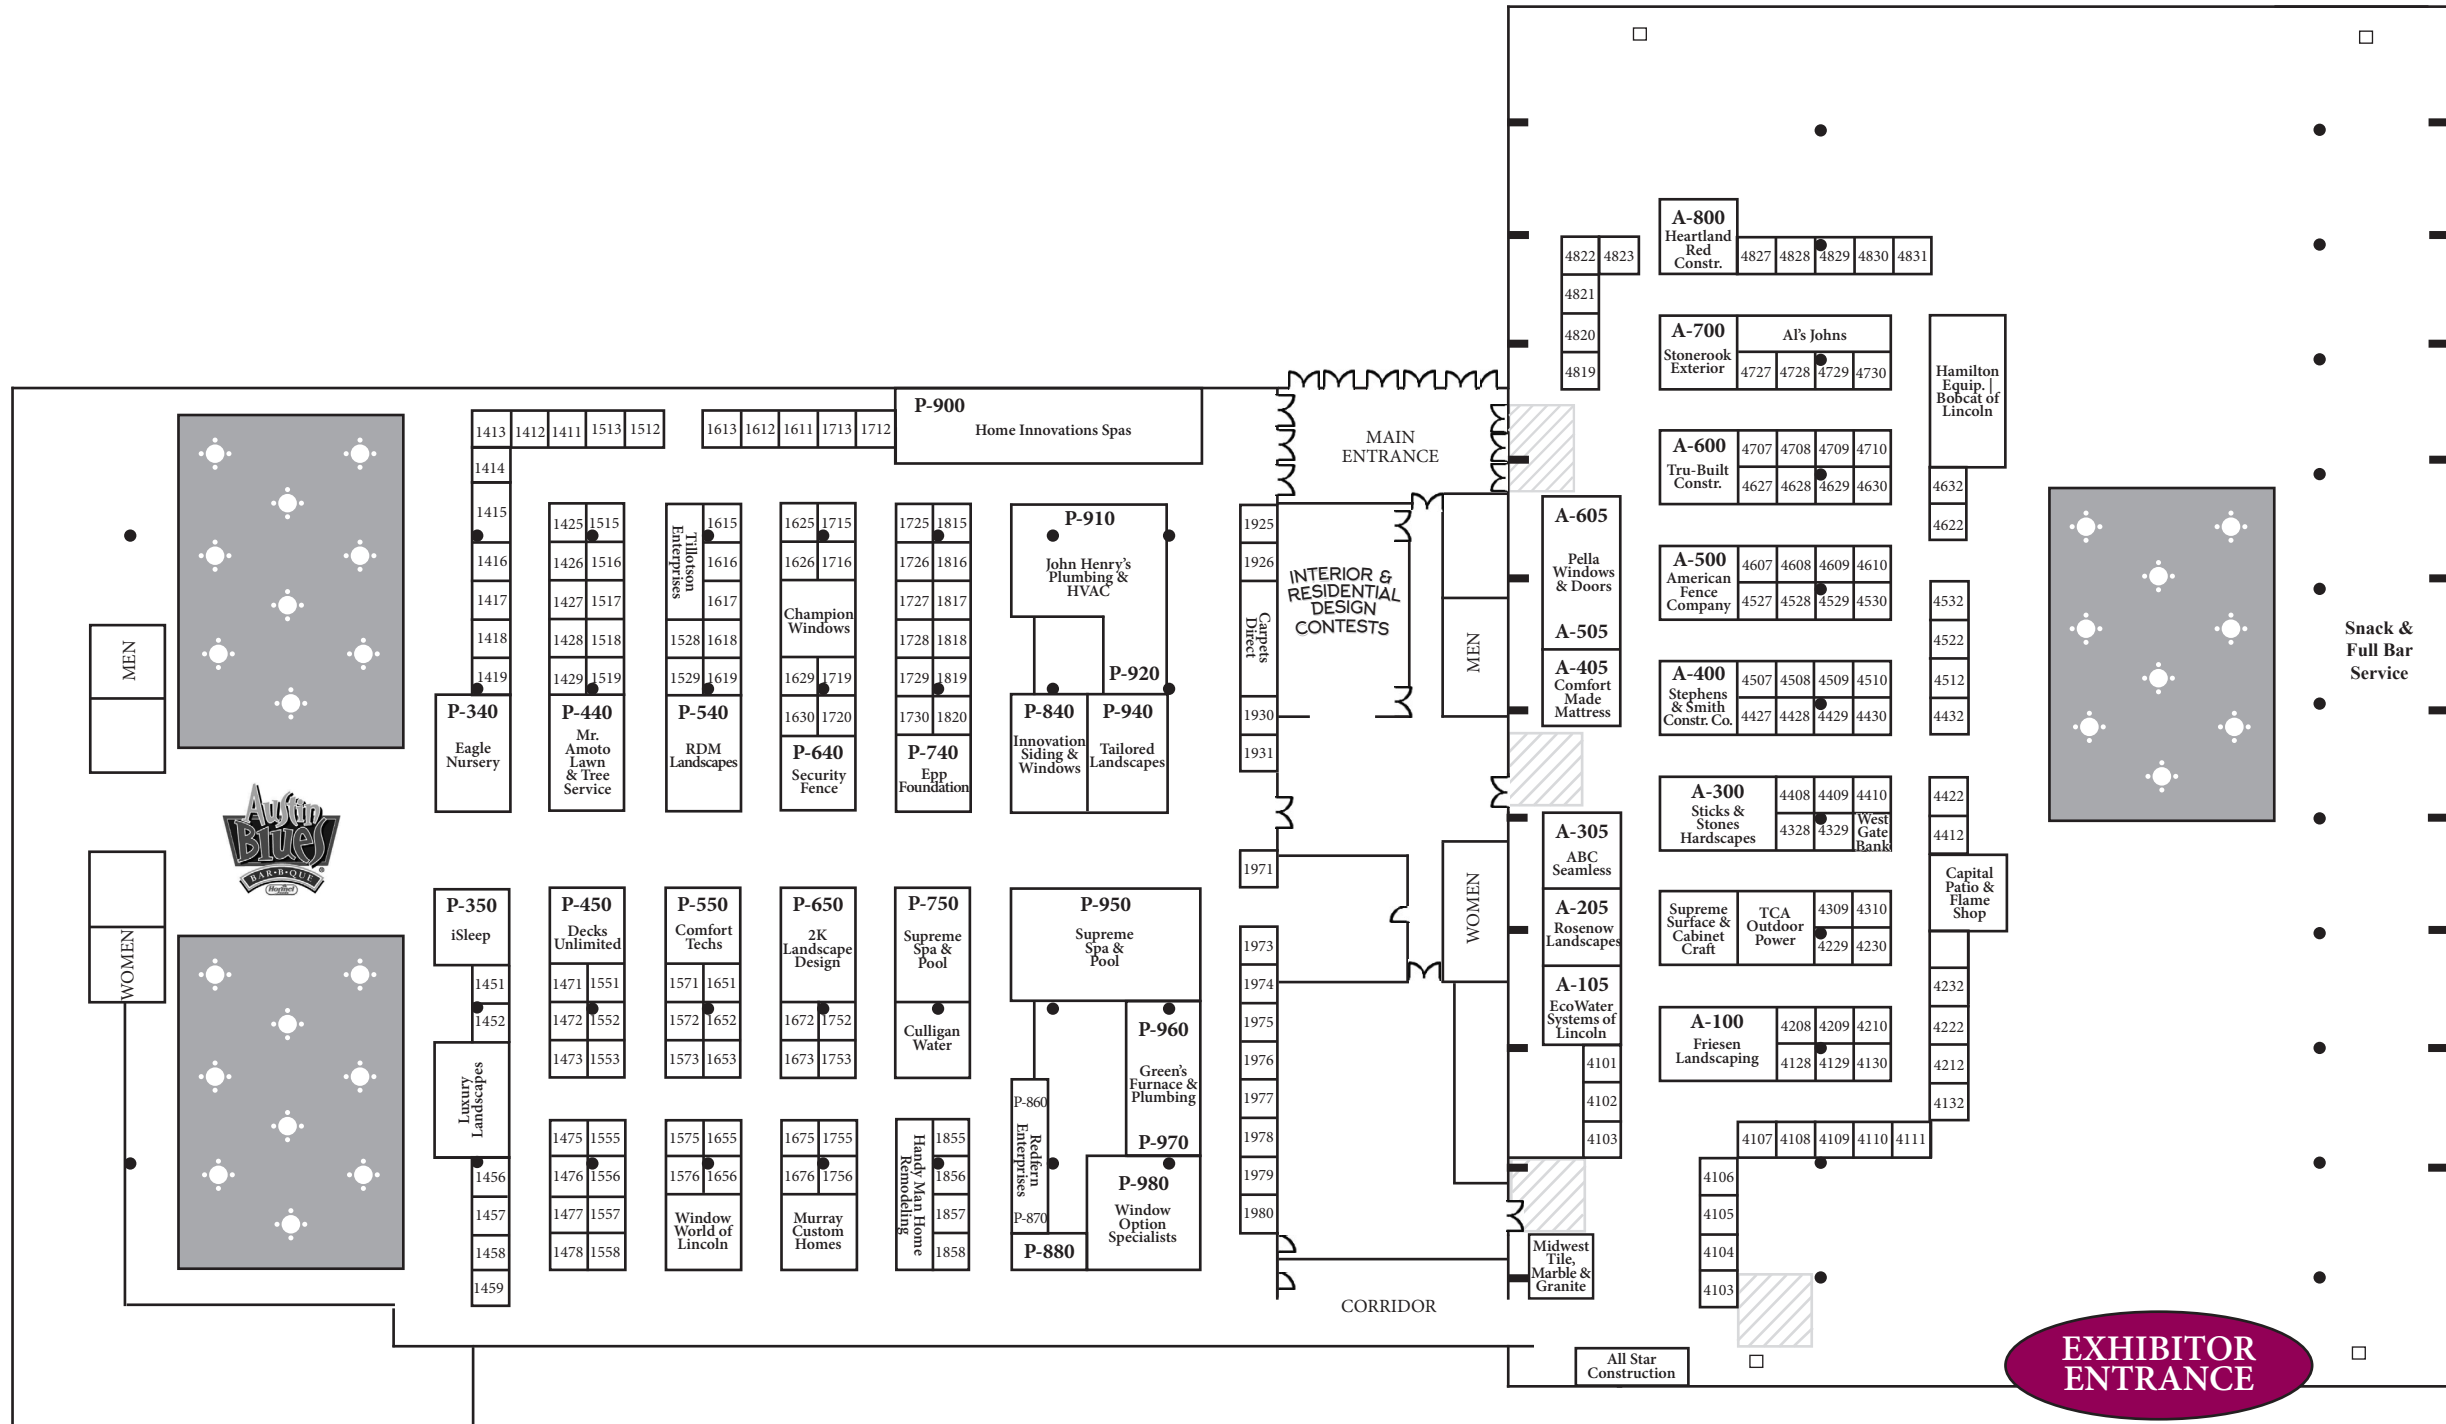 A-800
Heartland
Red
Constr.
4822 4823
4827 4828 4829 4830 4831
4821
4820
4819
A-700
Stonerook
Exterior
Al's Johns
4727 4728 4729 4730
Hamilton
Equip. |
Bobcat of
Lincoln
A-600
Tru-Built
Constr.
4707 4708 4709 4710
4627 4628 4629 4630
4632
4622
A-500
American
Fence
Company
4607 4608 4609 4610
4527 4528 4529 4530
4532
4522
4512
4432
A-400
Stephens
& Smith
Constr. Co.
4507 4508 4509 4510
4427 4428 4429 4430
A-300
Sticks &
Stones
Hardscapes
4408 4409 4410
4328 4329
West
Gate
Bank
4422
4412
Capital
Patio &
Flame
Shop
Supreme
Surface &
Cabinet
Craft
TCA
Outdoor
Power
4309 4310
4229 4230
4232
4222
4212
4132
A-100
Friesen
Landscaping
4208 4209 4210
4128 4129 4130
4107 4108 4109 4110 4111
4106
4105
4104
4103
Snack &
Full Bar
Service
EXHIBITOR
ENTRANCE
All Star
Construction
Midwest
Tile,
Marble &
Granite
A-605
Pella
Windows
& Doors
A-505
A-405
Comfort
Made
Mattress
A-305
ABC
Seamless
A-205
Rosenow
Landscapes
A-105
EcoWater
Systems of
Lincoln
4101
4102
4103
MAIN
ENTRANCE
INTERIOR &
RESIDENTIAL
DESIGN
CONTESTS
MEN
WOMEN
CORRIDOR
1925
1926
Carpets
Direct
1930
1931
1971
1973
1974
1975
1976
1977
1978
1979
1980
P-900
Home Innovations Spas
1413 1412 1411 1513 1512
1613 1612 1611 1713 1712
1414
1415
1416
1417
1418
1419
P-340
Eagle
Nursery
1425 1515
1426 1516
1427 1517
1428 1518
1429 1519
P-440
Mr.
Amoto
Lawn
& Tree
Service
Tillotson
Enterprises
1615
1616
1617
1528 1618
1529 1619
P-540
RDM
Landscapes
1625 1715
1626 1716
Champion
Windows
1629 1719
1630 1720
P-640
Security
Fence
1725 1815
1726 1816
1727 1817
1728 1818
1729 1819
1730 1820
P-740
Epp
Foundation
P-910
John Henry's
Plumbing &
HVAC
P-920
P-840
Innovation
Siding &
Windows
P-940
Tailored
Landscapes
MEN
WOMEN
Austin
Blues
BAR•B•QUE
Hormel
P-350
iSleep
1451
1452
Luxury
Landscapes
1456
1457
1458
1459
P-450
Decks
Unlimited
1471 1551
1472 1552
1473 1553
1475 1555
1476 1556
1477 1557
1478 1558
P-550
Comfort
Techs
1571 1651
1572 1652
1573 1653
1575 1655
1576 1656
Window
World of
Lincoln
P-650
2K
Landscape
Design
1672 1752
1673 1753
1675 1755
1676 1756
Murray
Custom
Homes
P-750
Supreme
Spa &
Pool
Culligan
Water
Handy Man Home
Remodeling
1855
1856
1857
1858
P-950
Supreme
Spa &
Pool
P-960
Green's
Furnace &
Plumbing
P-970
P-860
Redfern
Enterprises
P-870
P-880
P-980
Window
Option
Specialists